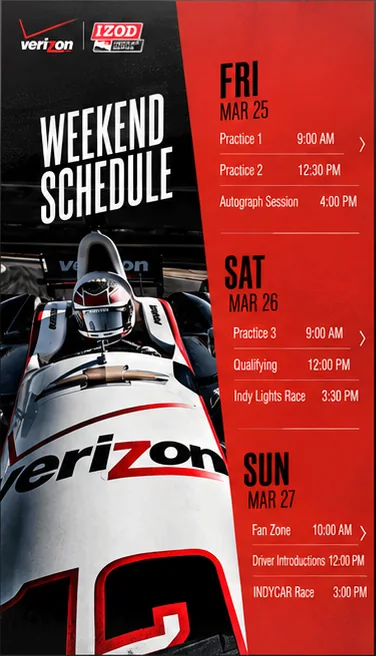 verizon
IZOD
WEEKEND
SCHEDULE
FRI
MAR 25
Practice 1 9:00 AM
Practice 2 12:30 PM
Autograph Session 4:00 PM
SAT
MAR 26
Practice 3 9:00 AM
Qualifying 12:00 PM
Indy Lights Race 3:30 PM
SUN
MAR 27
Fan Zone 10:00 AM
Driver Introductions 12:00 PM
INDYCAR Race 3:00 PM
verizon
verizon
12